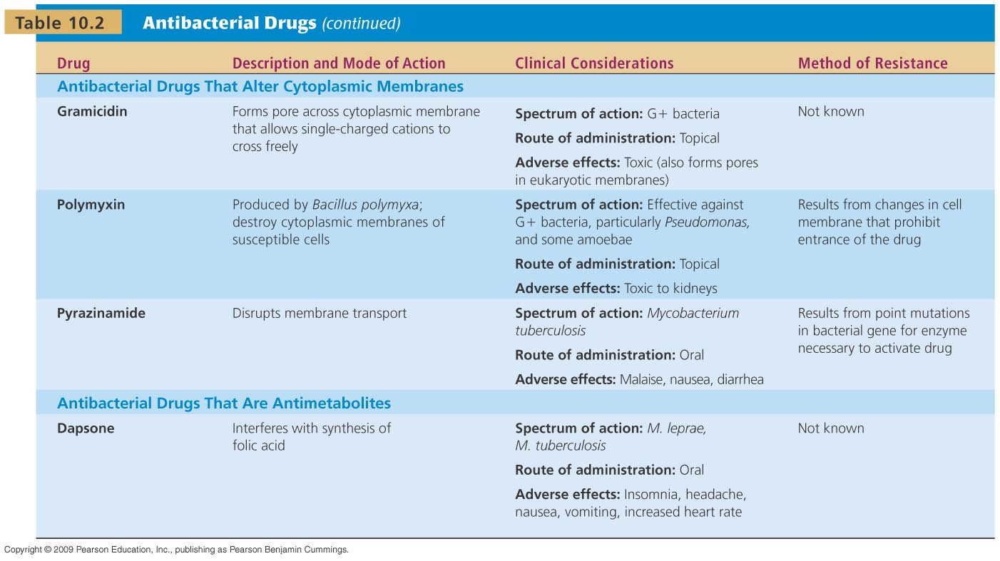 Table 10.2
Antibacterial Drugs (continued)
Drug
Description and Mode of Action
Clinical Considerations
Method of Resistance
Antibacterial Drugs That Alter Cytoplasmic Membranes
Gramicidin
Forms pore across cytoplasmic membrane
that allows single-charged cations to
cross freely
Spectrum of action: G+ bacteria
Route of administration: Topical
Adverse effects: Toxic (also forms pores
in eukaryotic membranes)
Not known
Polymyxin
Produced by Bacillus polymyxa;
destroy cytoplasmic membranes of
susceptible cells
Spectrum of action: Effective against
G+ bacteria, particularly Pseudomonas,
and some amoebae
Route of administration: Topical
Adverse effects: Toxic to kidneys
Results from changes in cell
membrane that prohibit
entrance of the drug
Pyrazinamide
Disrupts membrane transport
Spectrum of action: Mycobacterium
tuberculosis
Route of administration: Oral
Adverse effects: Malaise, nausea, diarrhea
Results from point mutations
in bacterial gene for enzyme
necessary to activate drug
Antibacterial Drugs That Are Antimetabolites
Dapsone
Interferes with synthesis of
folic acid
Spectrum of action: M. leprae,
M. tuberculosis
Route of administration: Oral
Adverse effects: Insomnia, headache,
nausea, vomiting, increased heart rate
Not known
Copyright © 2009 Pearson Education, Inc., publishing as Pearson Benjamin Cummings.